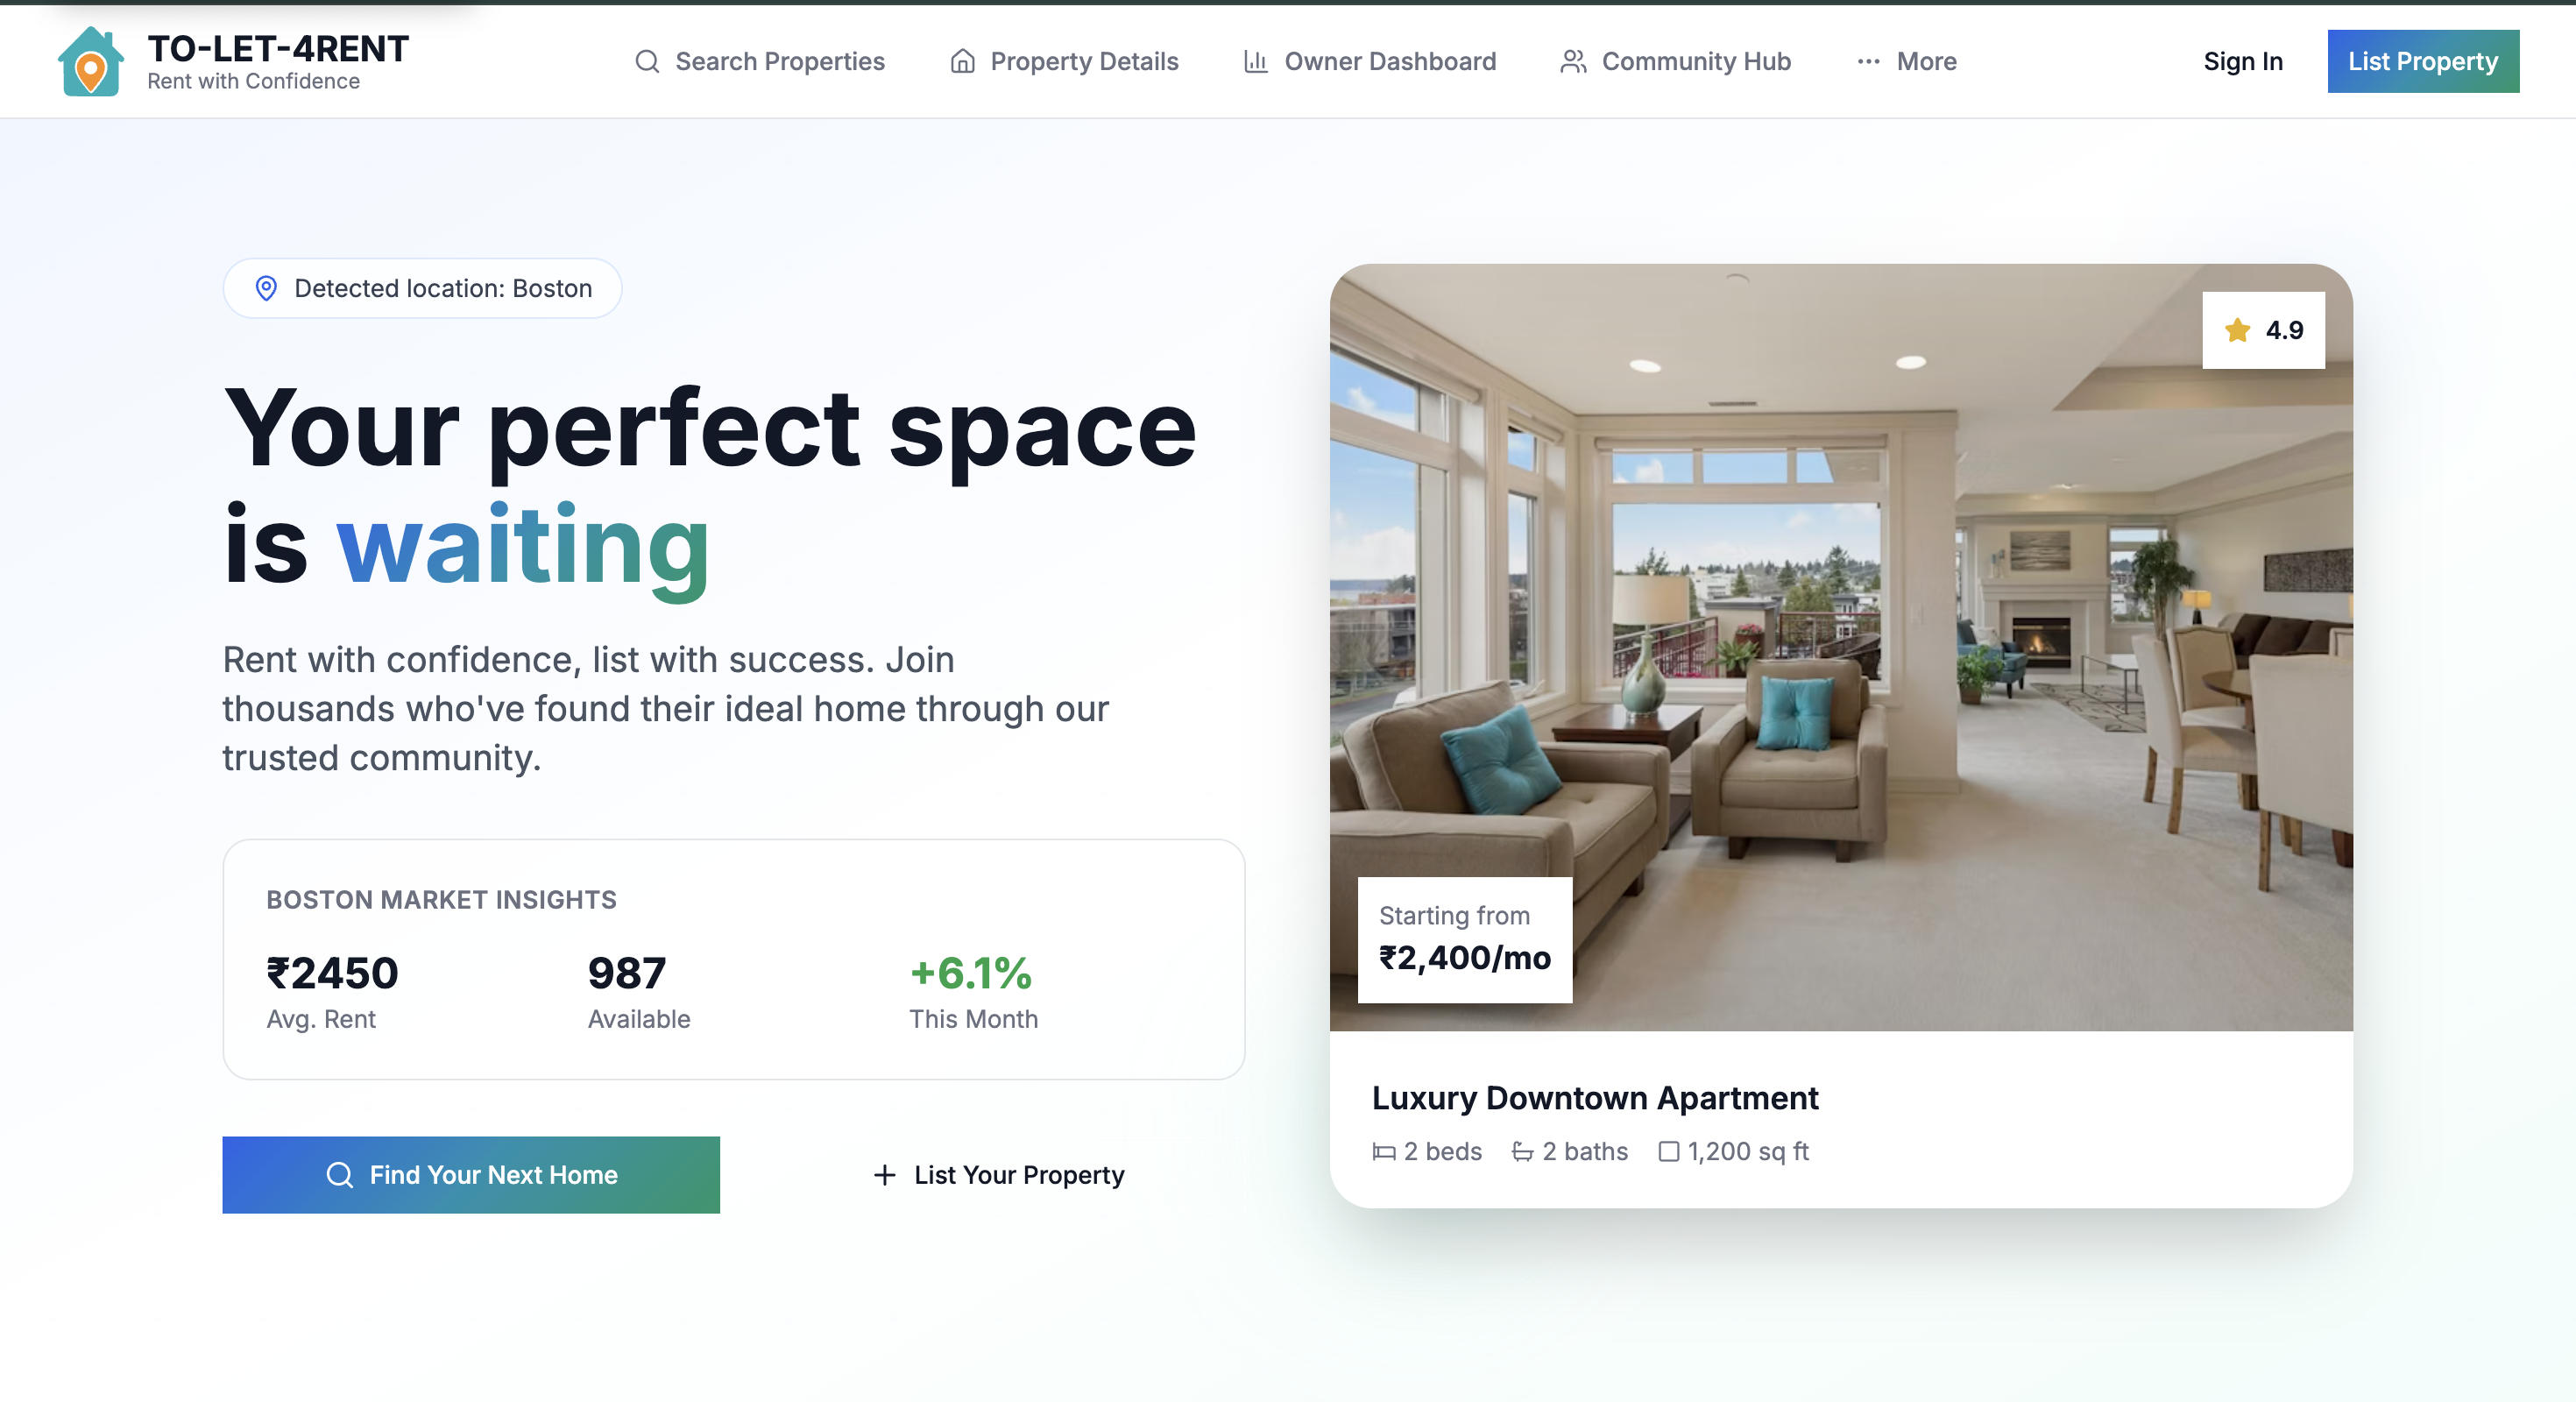 TO-LET-4RENT
Rent with Confidence
Search Properties
Property Details
Owner Dashboard
Community Hub
More
Sign In
List Property
Detected location: Boston
Your perfect space
is waiting
Rent with confidence, list with success. Join
thousands who've found their ideal home through our
trusted community.
BOSTON MARKET INSIGHTS
₹2450
Avg. Rent
987
Available
+6.1%
This Month
Find Your Next Home
List Your Property
4.9
Starting from
₹2,400/mo
Luxury Downtown Apartment
2 beds
2 baths
1,200 sq ft